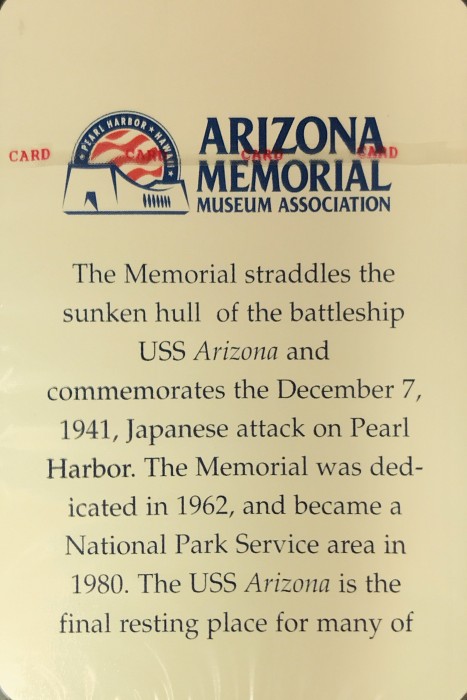 PEARL HARBOR ★ HAWAII ★
ARIZONA
CARD CARD CARD CARD
MEMORIAL
MUSEUM ASSOCIATION
The Memorial straddles the
sunken hull of the battleship
USS Arizona and
commemorates the December 7,
1941, Japanese attack on Pearl
Harbor. The Memorial was ded-
icated in 1962, and became a
National Park Service area in
1980. The USS Arizona is the
final resting place for many of